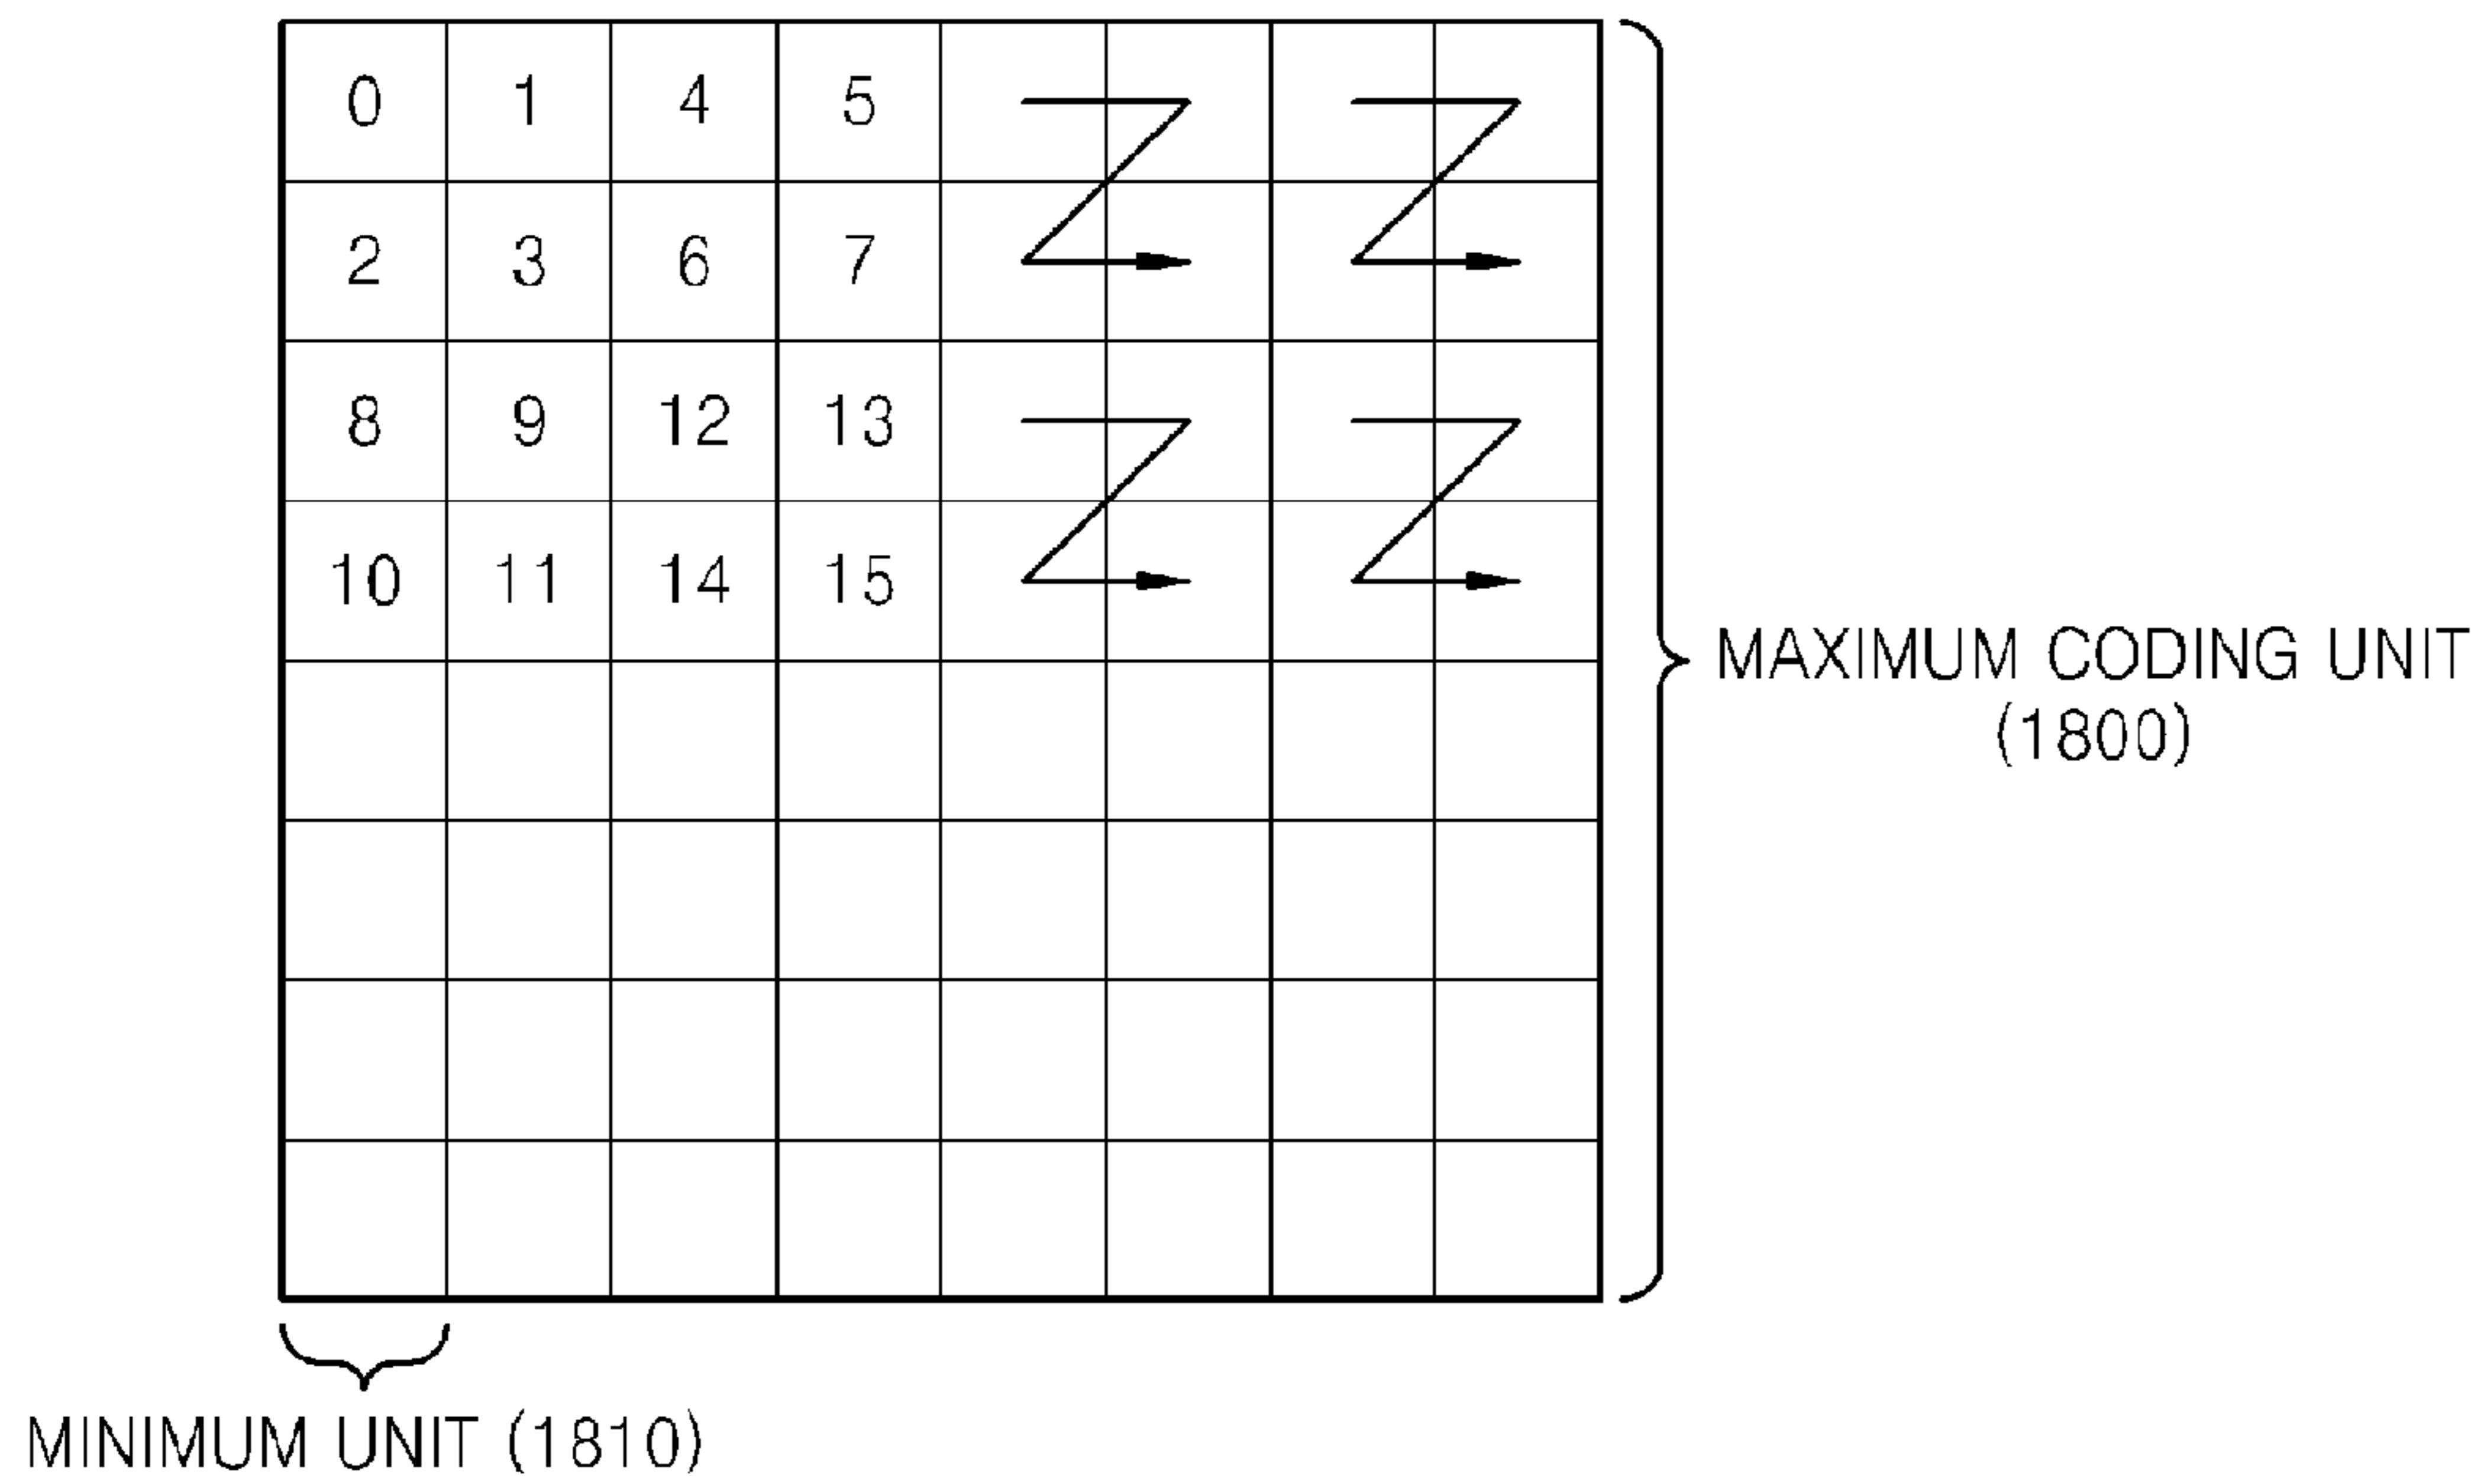 0 1 4 5
2 3 6 7
8 9 12 13
10 11 14 15
MAXIMUM CODING UNIT
(1800)
MINIMUM UNIT (1810)